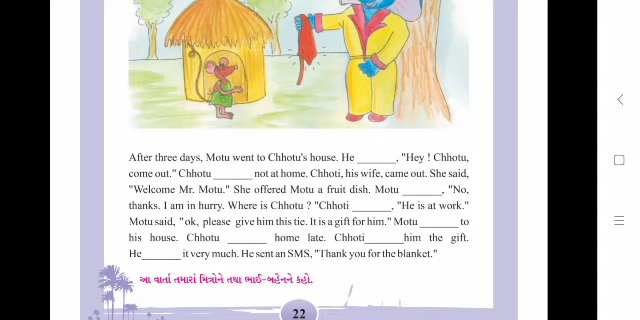 After three days, Motu went to Chhotu's house. He _______, "Hey ! Chhotu,
come out." Chhotu _______ not at home. Chhoti, his wife, came out. She said,
"Welcome Mr. Motu." She offered Motu a fruit dish. Motu _______, "No,
thanks. I am in hurry. Where is Chhotu ? "Chhoti _______, "He is at work."
Motu said, "ok, please give him this tie. It is a gift for him." Motu _______ to
his house. Chhotu _______ home late. Chhoti_______him the gift.
He_______ it very much. He sent an SMS, "Thank you for the blanket."
આ વાર્તા તમારાં મિત્રોને તથા ભાઈ-બહેનને કહો.
22